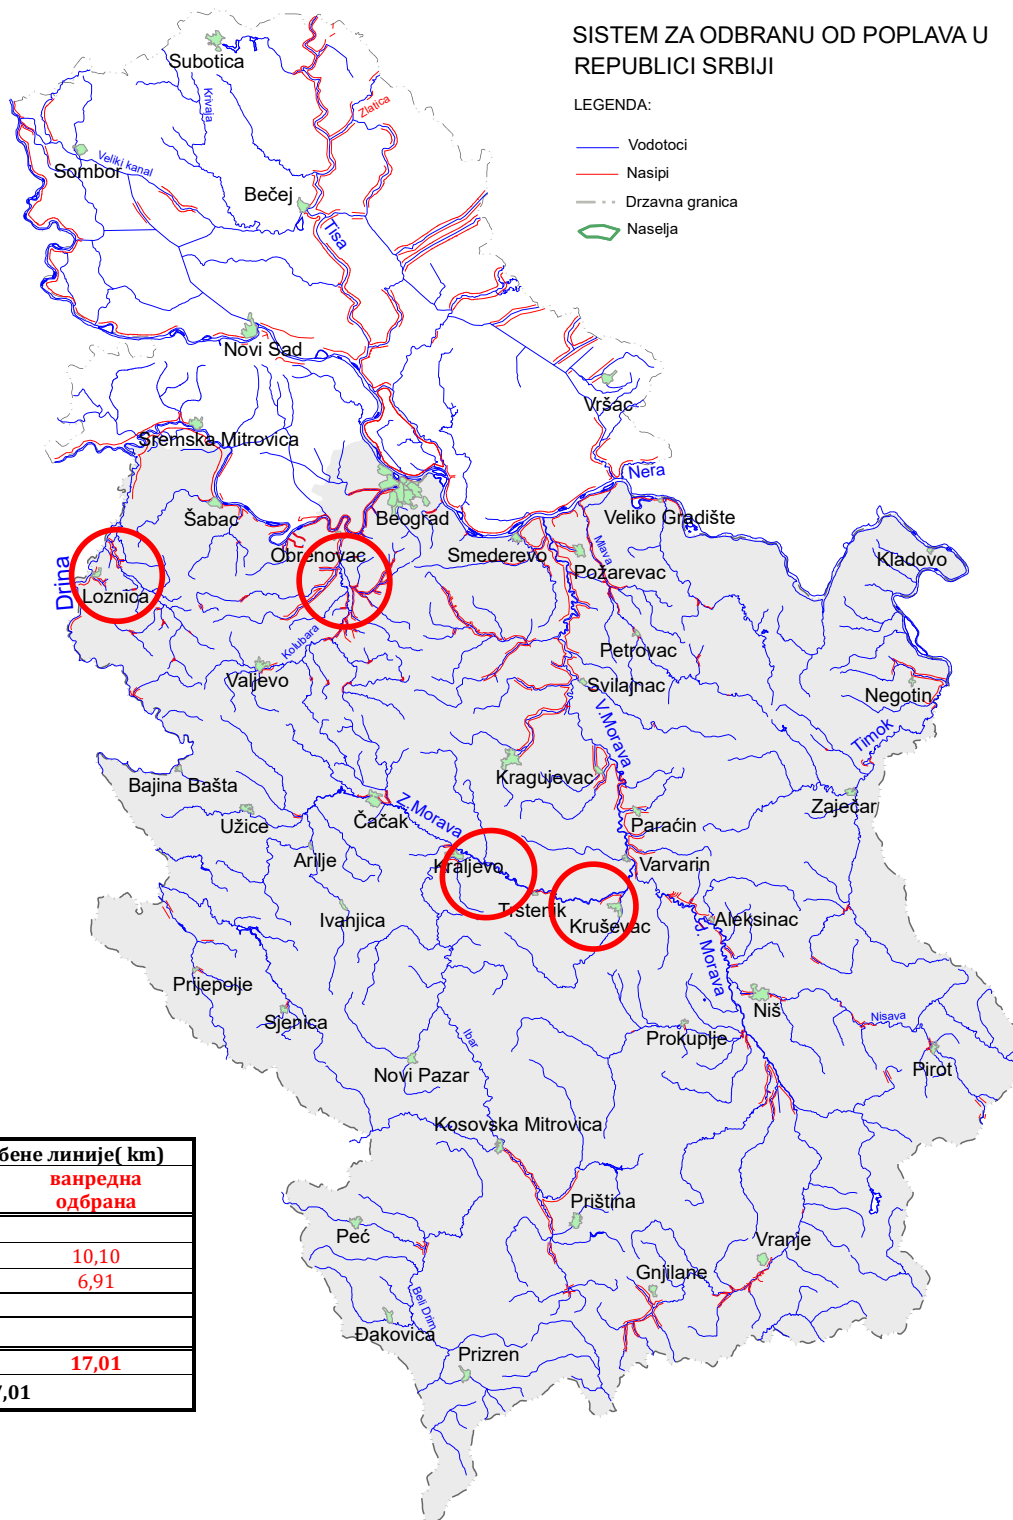 SISTEM ZA ODBRANU OD POPLAVA U
REPUBLICI SRBIJI
LEGENDA:
Vodotoci
Nasipi
Drzavna granica
Naselja
Subotica
Krivaja
Zlatica
Sombor
Veliki kanal
Bečej
Tisa
Novi Sad
Vršac
Sremska Mitrovica
Nera
Šabac
Beograd
Veliko Gradište
Obrenovac
Smederevo
Mlava
Požarevac
Kladovo
Drina
Loznica
Kolubara
Petrovac
Valjevo
Svilajnac
Negotin
V.Morava
Timok
Bajina Bašta
Kragujevac
Zaječar
Užice
Čačak
Z.Morava
Paraćin
Arilje
Kraljevo
Varvarin
Ivanjica
Trstenik
Kruševac
Aleksinac
J. Morava
Prijepolje
Sjenica
Niš
Nisava
Ibar
Prokuplje
Novi Pazar
Pirot
Kosovska Mitrovica
Priština
Peć
Vranje
Gnjilane
Beli Drim
Đakovica
Prizren
бене линије( km)
ванредна
одбрана
10,10
6,91
17,01
7,01